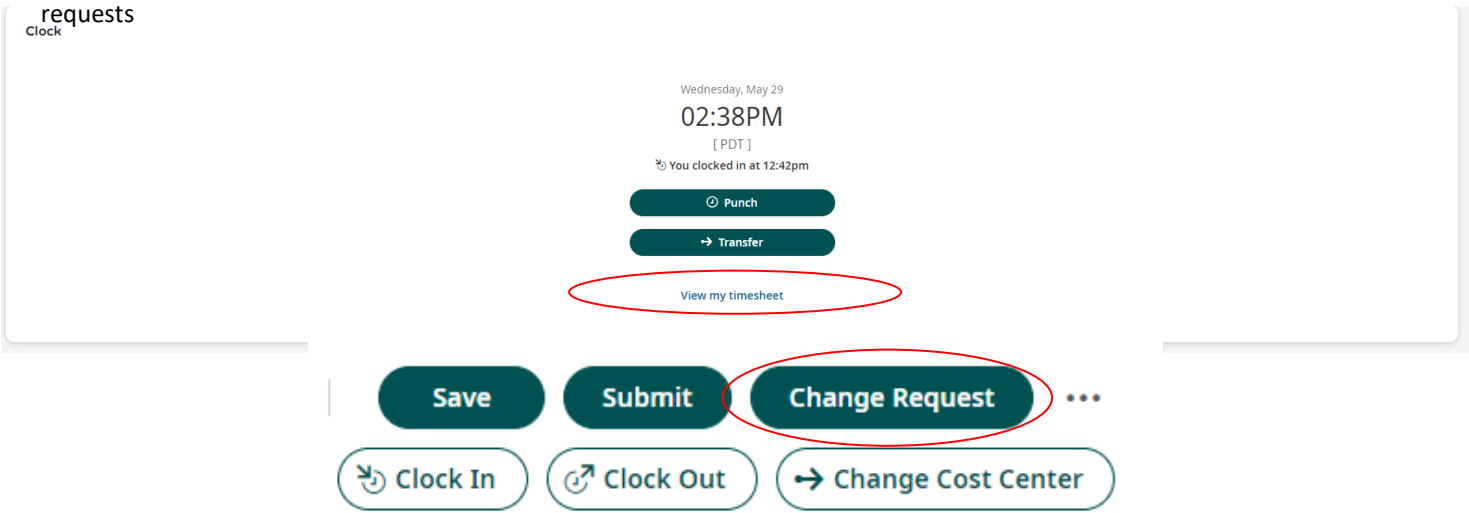 requests
Clock
Wednesday, May 29
02:38PM
[ PDT ]
You clocked in at 12:42pm
Punch
Transfer
View my timesheet
Save Submit Change Request ...
Clock In Clock Out Change Cost Center